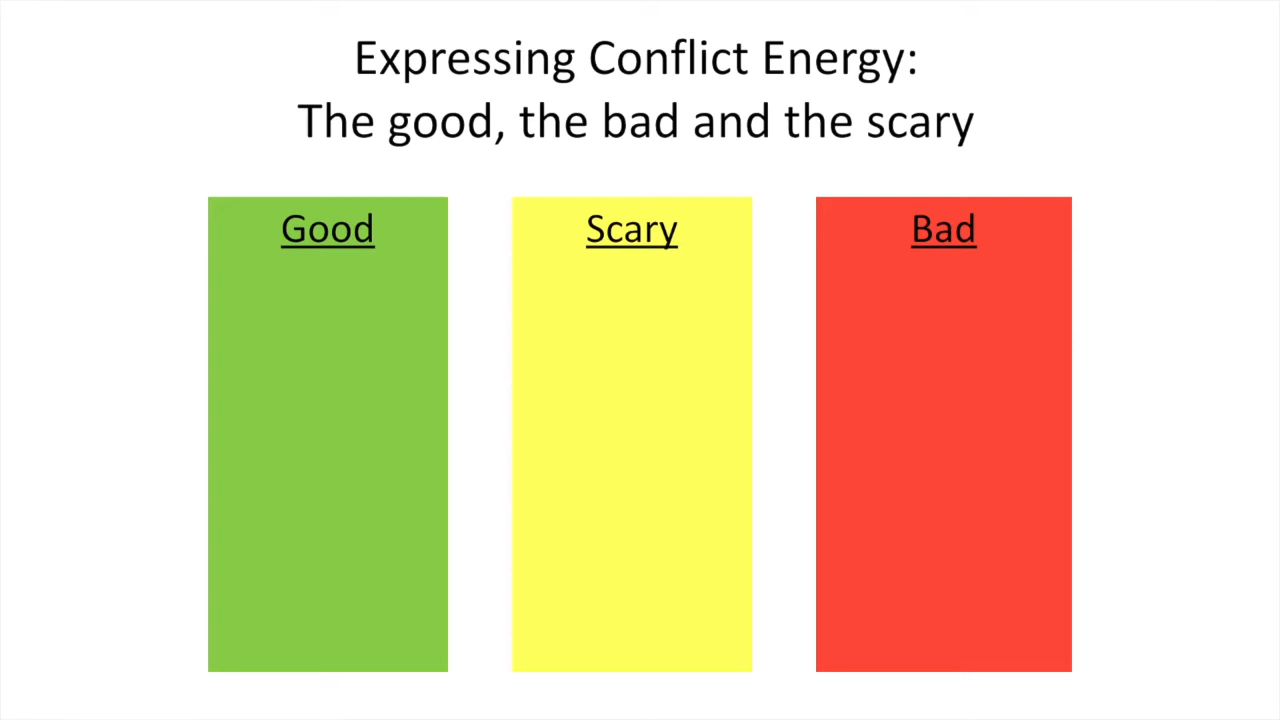 Expressing Conflict Energy:
The good, the bad and the scary
Good
Scary
Bad